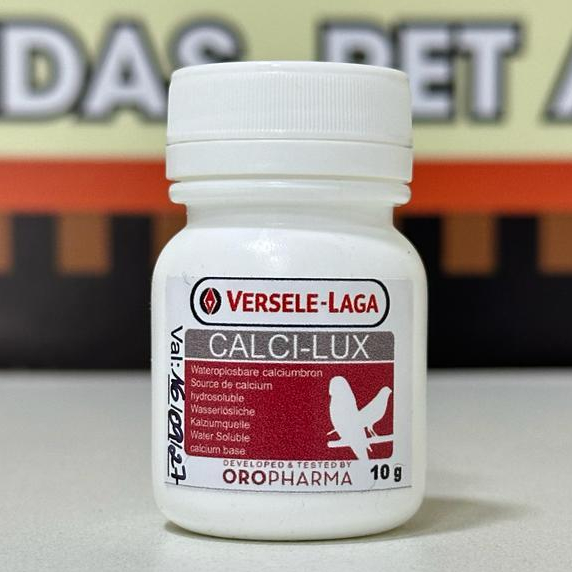 DAS PET A
VERSELE-LAGA
CALCI-LUX
Wateroplosbare calciumbron
Source de calcium
hydrosoluble
Wasserlösliche
Kalziumquelle
Water Soluble
calcium base
DEVELOPED & TESTED BY
OROPHARMA
10 g
Val: